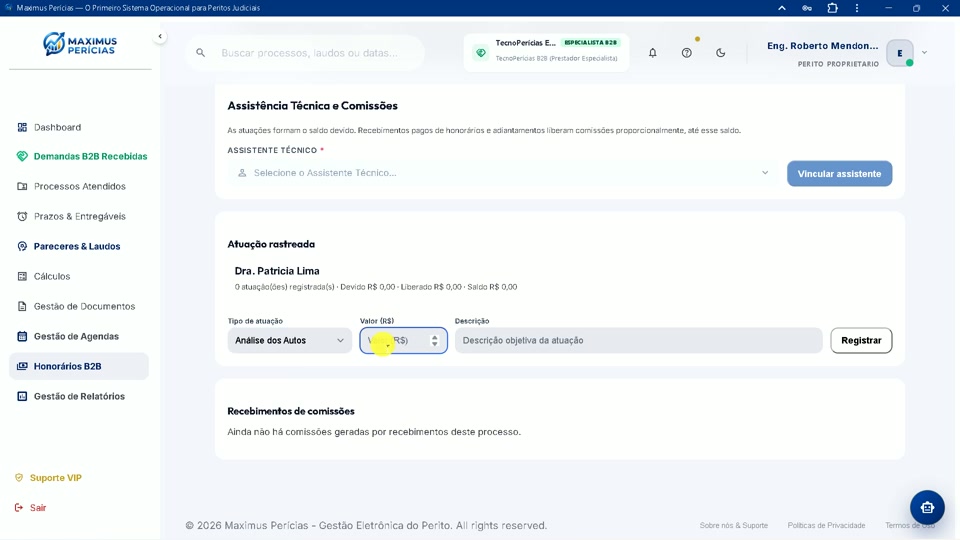 Maximus Perícias — O Primeiro Sistema Operacional para Peritos Judiciais
MAXIMUS
PERÍCIAS
Buscar processos, laudos ou datas...
TecnoPerícias E... ESPECIALISTA B2B
TecnoPerícias B2B (Prestador Especialista)
Eng. Roberto Mendon...
PERITO PROPRIETARIO
E
Dashboard
Demandas B2B Recebidas
Processos Atendidos
Prazos & Entregáveis
Pareceres & Laudos
Cálculos
Gestão de Documentos
Gestão de Agendas
Honorários B2B
Gestão de Relatórios
Suporte VIP
Sair
Assistência Técnica e Comissões
As atuações formam o saldo devido. Recebimentos pagos de honorários e adiantamentos liberam comissões proporcionalmente, até esse saldo.
ASSISTENTE TÉCNICO *
Selecione o Assistente Técnico...
Vincular assistente
Atuação rastreada
Dra. Patricia Lima
0 atuação(ões) registrada(s) · Devido R$ 0,00 · Liberado R$ 0,00 · Saldo R$ 0,00
Tipo de atuação
Valor (R$)
Descrição
Análise dos Autos
Valor (R$)
Descrição objetiva da atuação
Registrar
Recebimentos de comissões
Ainda não há comissões geradas por recebimentos deste processo.
© 2026 Maximus Perícias - Gestão Eletrônica do Perito. All rights reserved.
Sobre nós & Suporte
Políticas de Privacidade
Termos de Uso